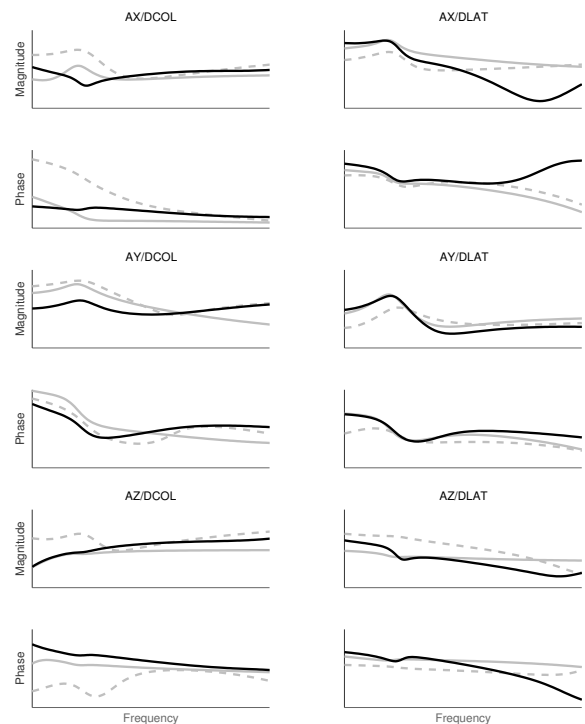 AX/DCOL
AX/DLAT
Magnitude
Phase
AY/DCOL
AY/DLAT
Magnitude
Phase
AZ/DCOL
AZ/DLAT
Magnitude
Phase
Frequency
Frequency